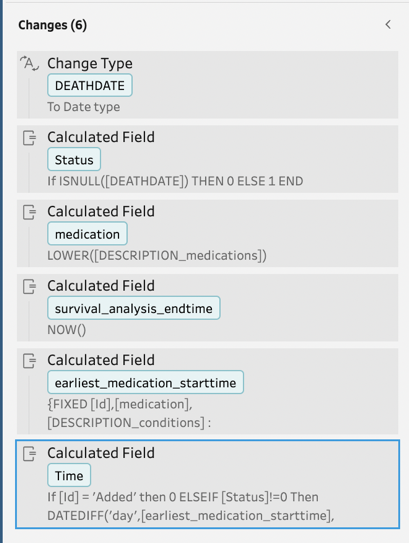 Changes (6)
Change Type
DEATHDATE
To Date type
Calculated Field
Status
If ISNULL([DEATHDATE]) THEN 0 ELSE 1 END
Calculated Field
medication
LOWER([DESCRIPTION_medications])
Calculated Field
survival_analysis_endtime
NOW()
Calculated Field
earliest_medication_starttime
{FIXED [Id],[medication],
[DESCRIPTION_conditions] :
Calculated Field
Time
If [Id] = 'Added' then 0 ELSEIF [Status]!=0 Then
DATEDIFF('day',[earliest_medication_starttime],